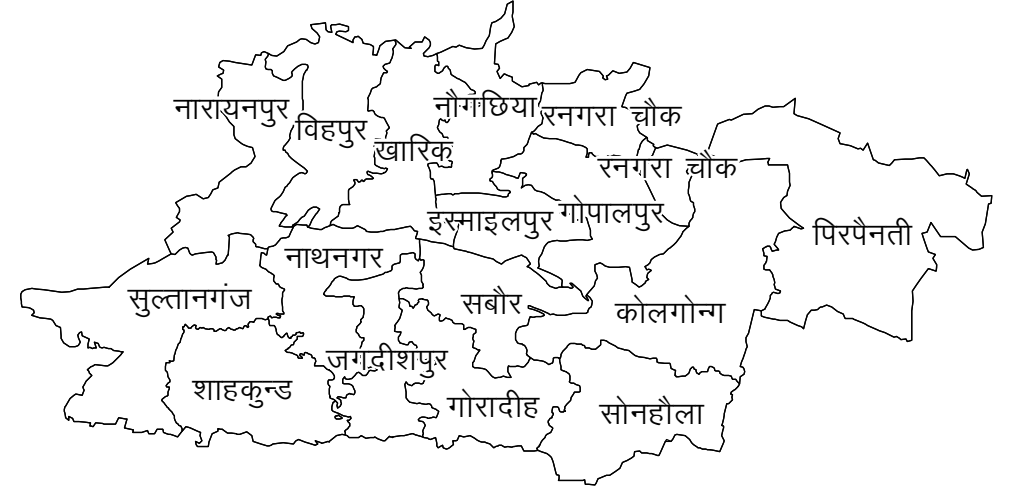 नारायनपुर
विहपुर
खारिक
नौगछिया
रनगरा चौक
रनगरा चौक
इस्माइलपुर
गोपालपुर
पिरपैनती
नाथनगर
सुल्तानगंज
सबौर
कोलगोन्ग
जगदीशपुर
शाहकुन्ड
गोरादीह
सोनहौला